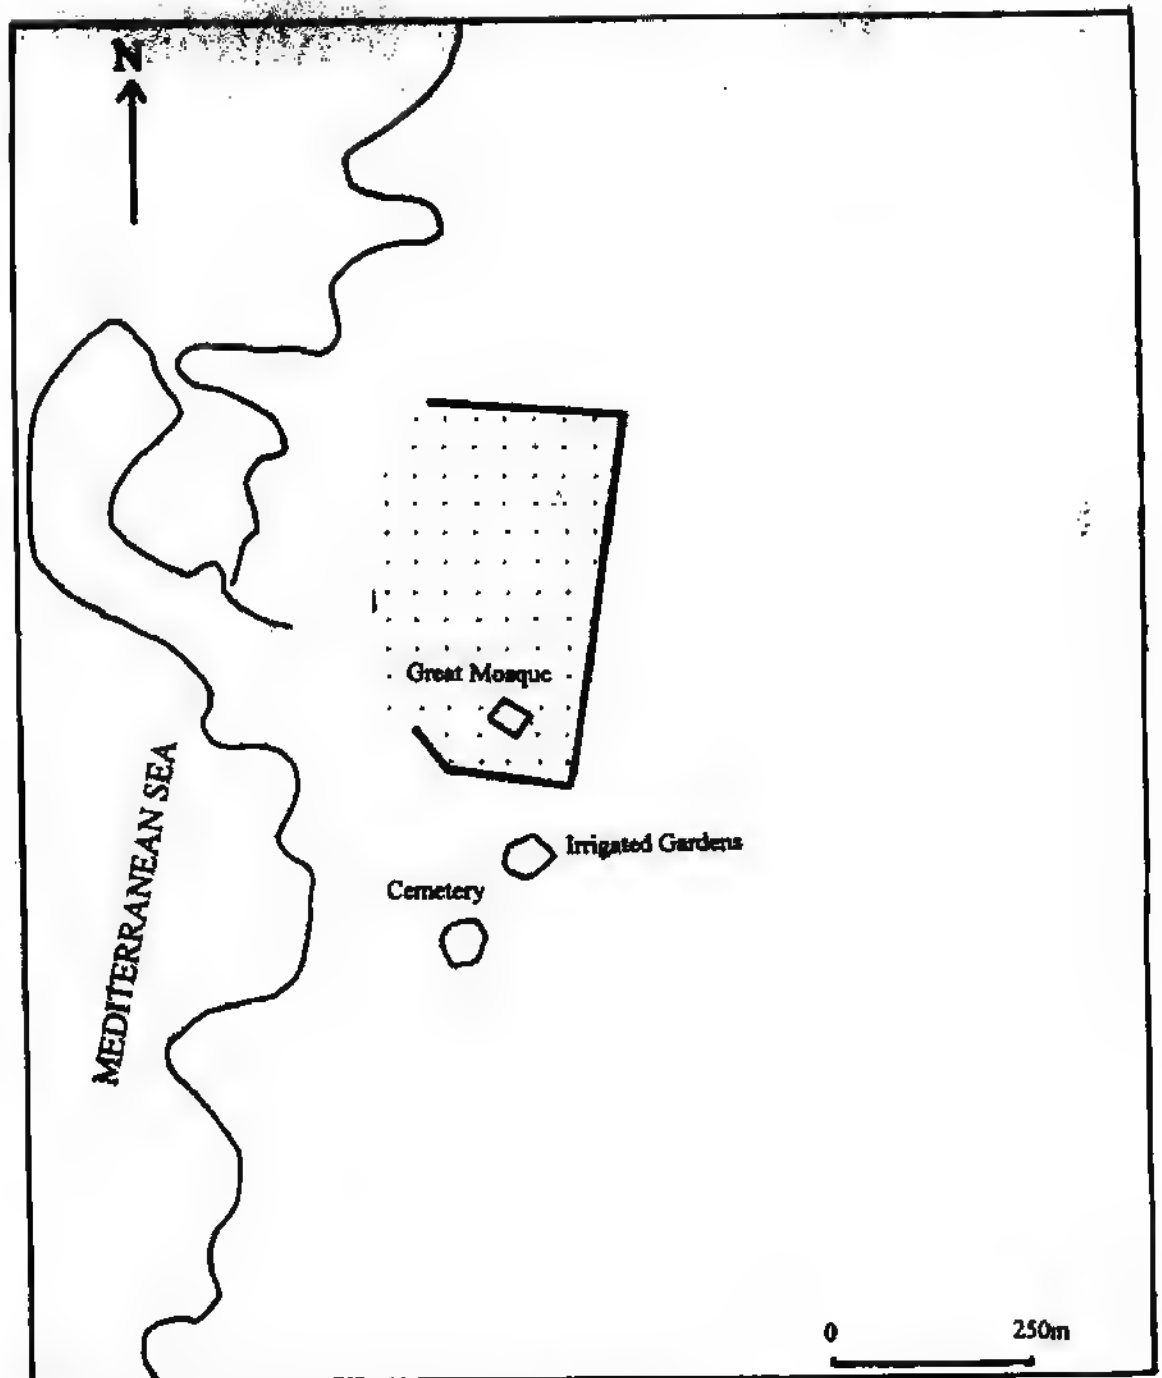 N
Great Mosque
Irrigated Gardens
Cemetery
MEDITERRANEAN SEA
0 250m